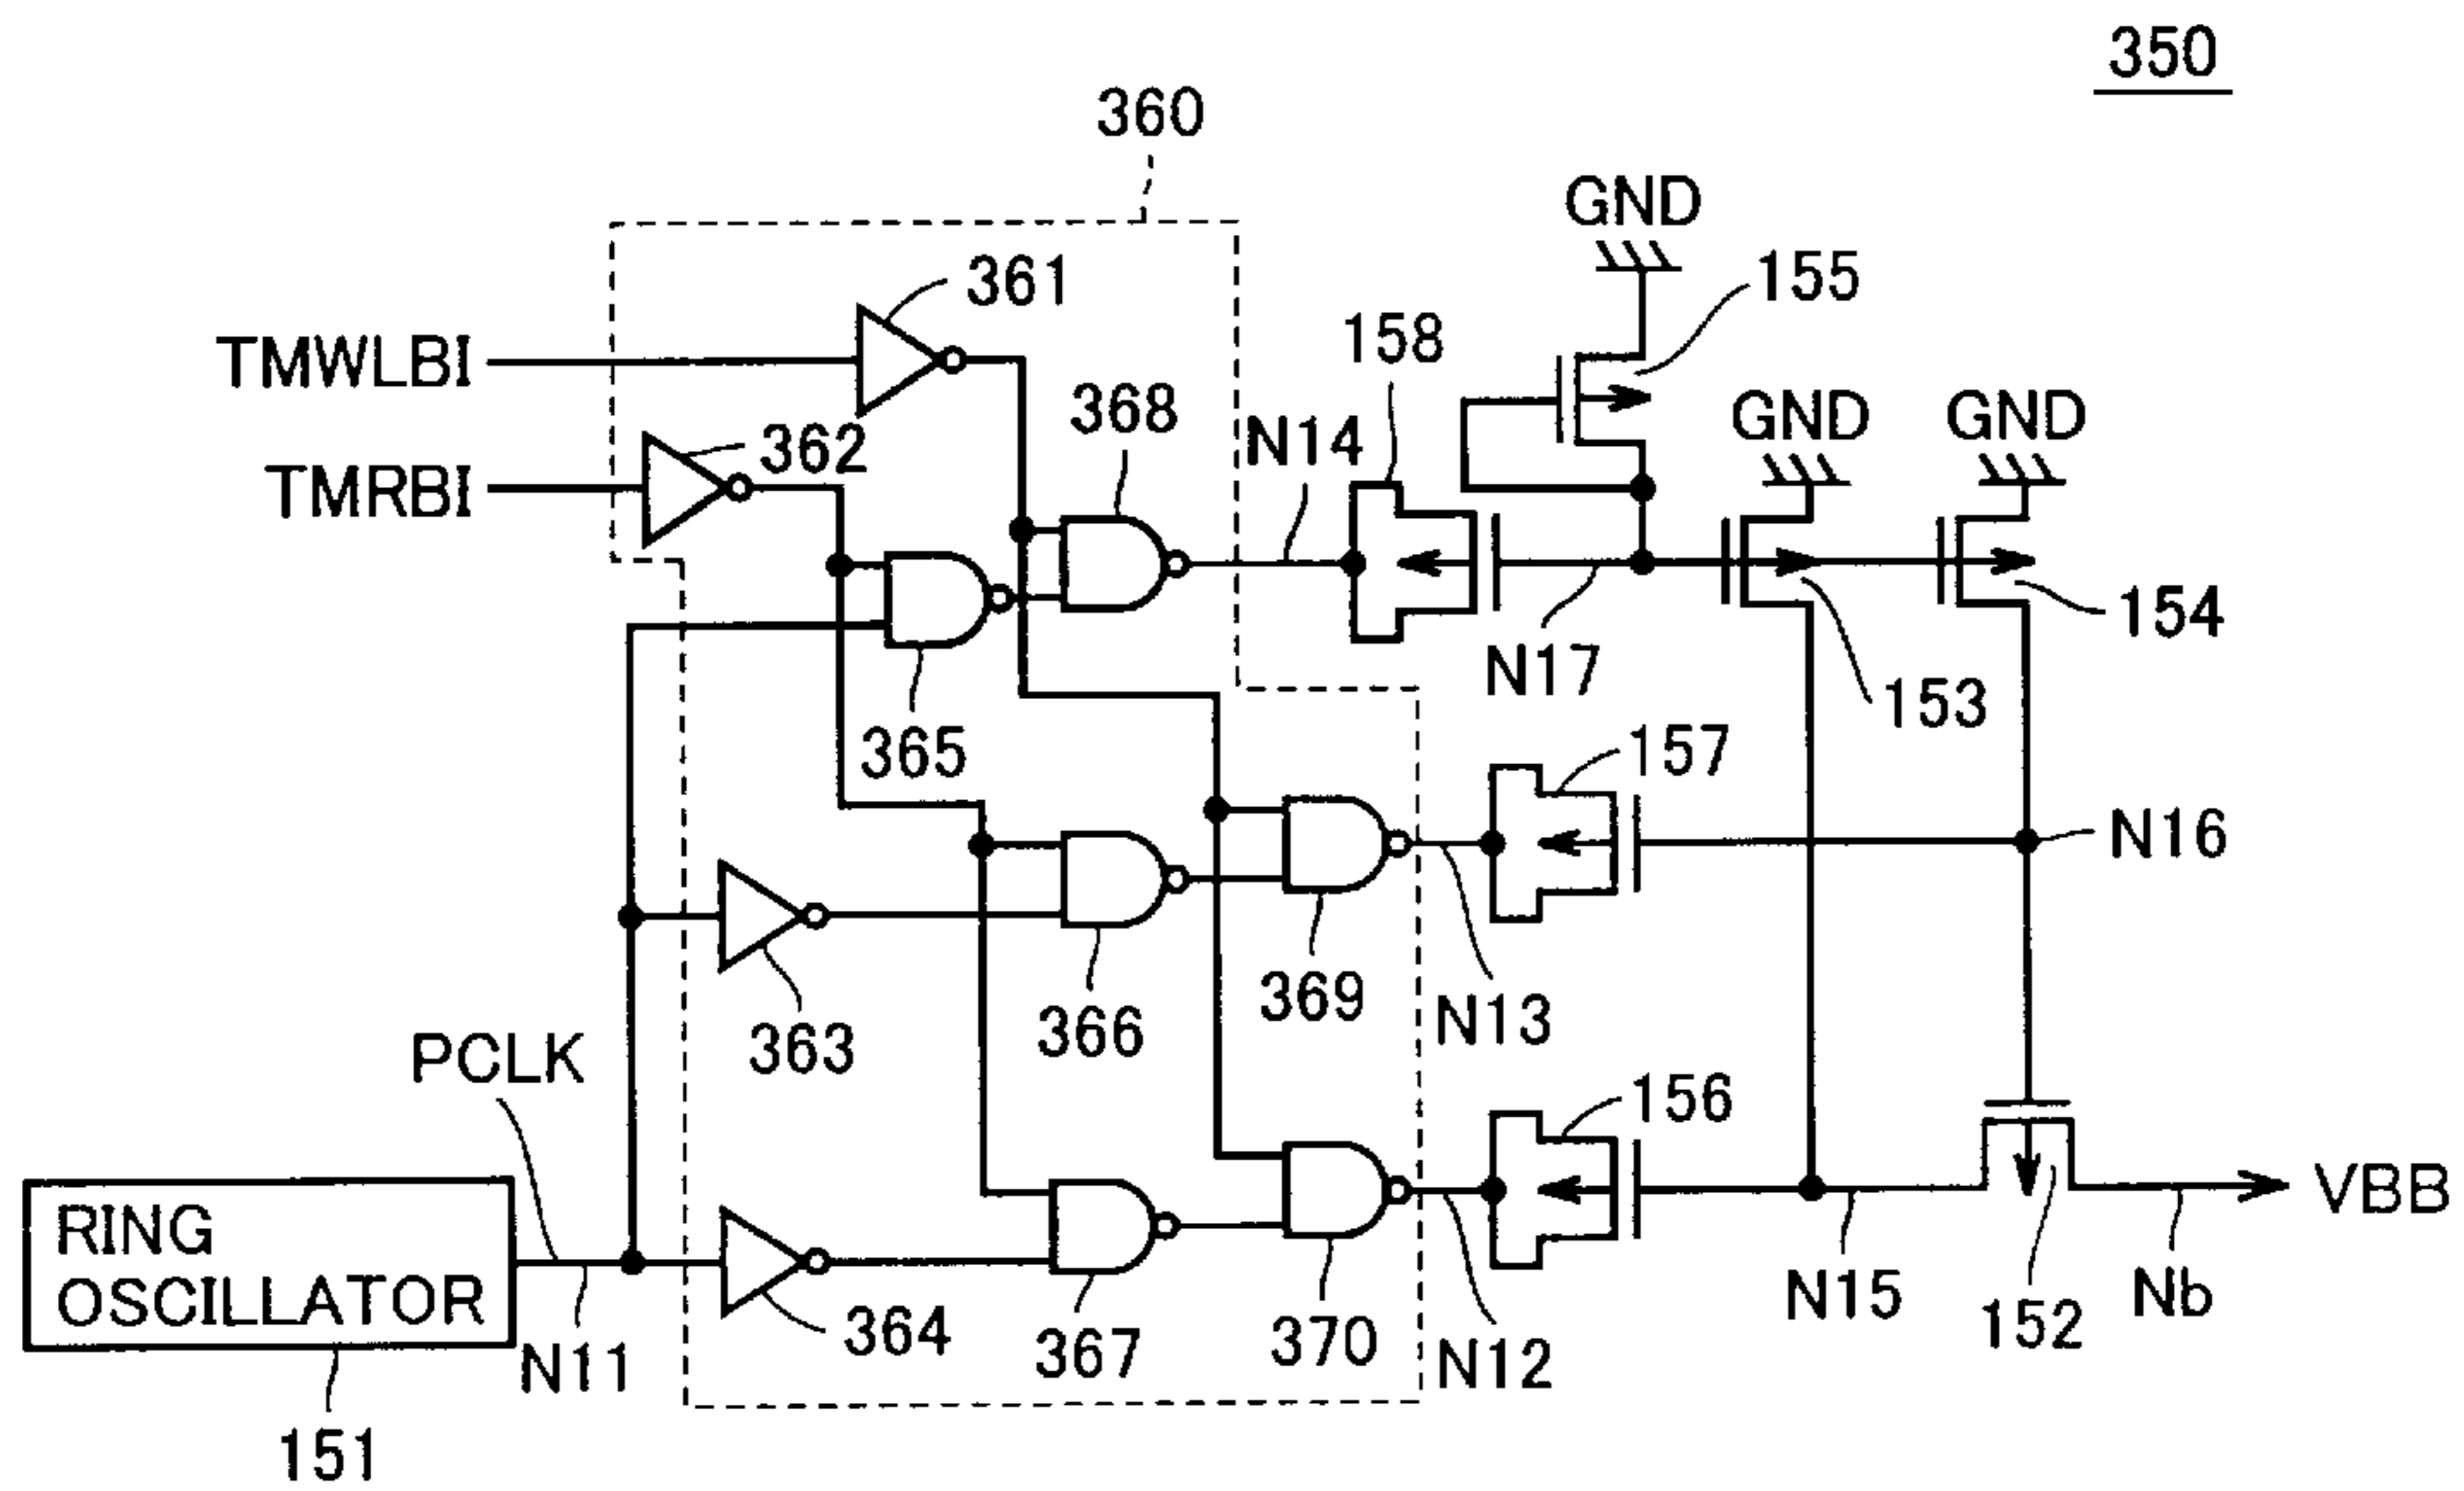 350
360
GND
361
155
TMWLBI
158
368
GND
GND
362
N14
TMRBI
154
N17
153
365
157
N16
369
363
366
N13
PCLK
156
VBB
RING
OSCILLATOR
N15
Nb
364
367
370
N12
152
N11
151